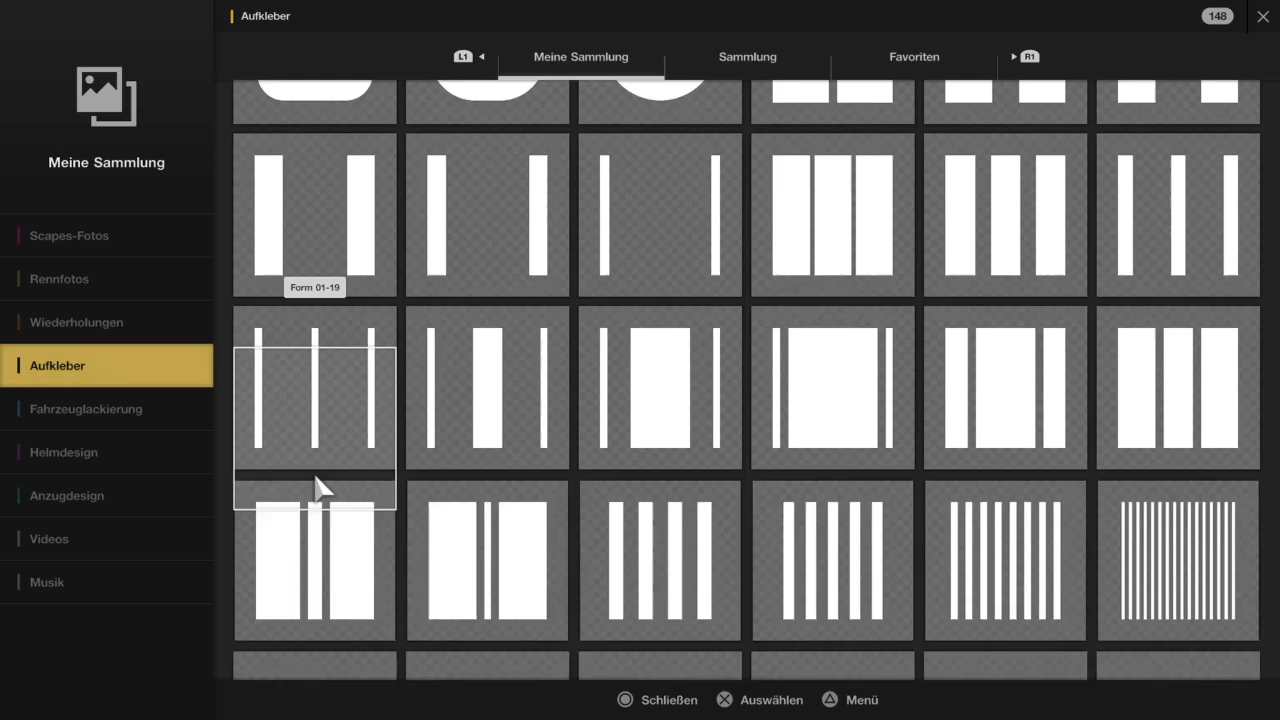 Aufkleber
148
L1
Meine Sammlung
Sammlung
Favoriten
R1
Meine Sammlung
Scapes-Fotos
Rennfotos
Wiederholungen
Aufkleber
Fahrzeuglackierung
Helmdesign
Anzugdesign
Videos
Musik
Form 01-19
Schließen
Auswählen
Menü